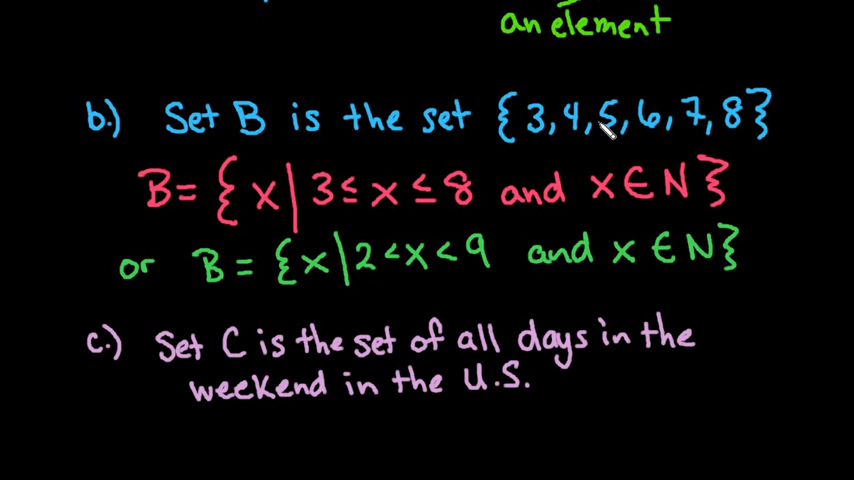 an element
b.) Set B is the set {3, 4, 5, 6, 7, 8}
B = {x | 3 ≤ x ≤ 8 and x ∈ N}
or B = {x | 2 < x < 9 and x ∈ N}
c.) Set C is the set of all days in the
weekend in the U.S.